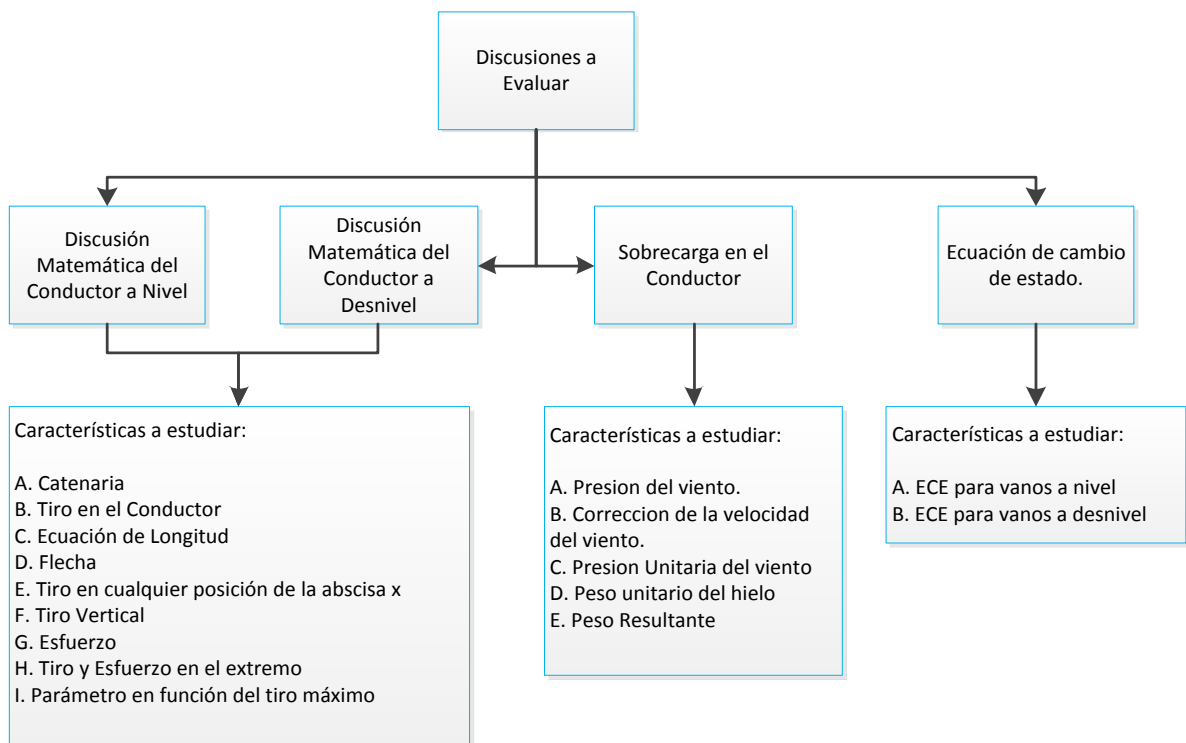 Discusiones a
Evaluar
Discusión
Matemática del
Conductor a Nivel
Discusión
Matemática del
Conductor a
Desnivel
Sobrecarga en el
Conductor
Ecuación de cambio
de estado.
Características a estudiar:
A. Catenaria
B. Tiro en el Conductor
C. Ecuación de Longitud
D. Flecha
E. Tiro en cualquier posición de la abscisa x
F. Tiro Vertical
G. Esfuerzo
H. Tiro y Esfuerzo en el extremo
I. Parámetro en función del tiro máximo
Características a estudiar:
A. Presion del viento.
B. Correccion de la velocidad
del viento.
C. Presion Unitaria del viento
D. Peso unitario del hielo
E. Peso Resultante
Características a estudiar:
A. ECE para vanos a nivel
B. ECE para vanos a desnivel